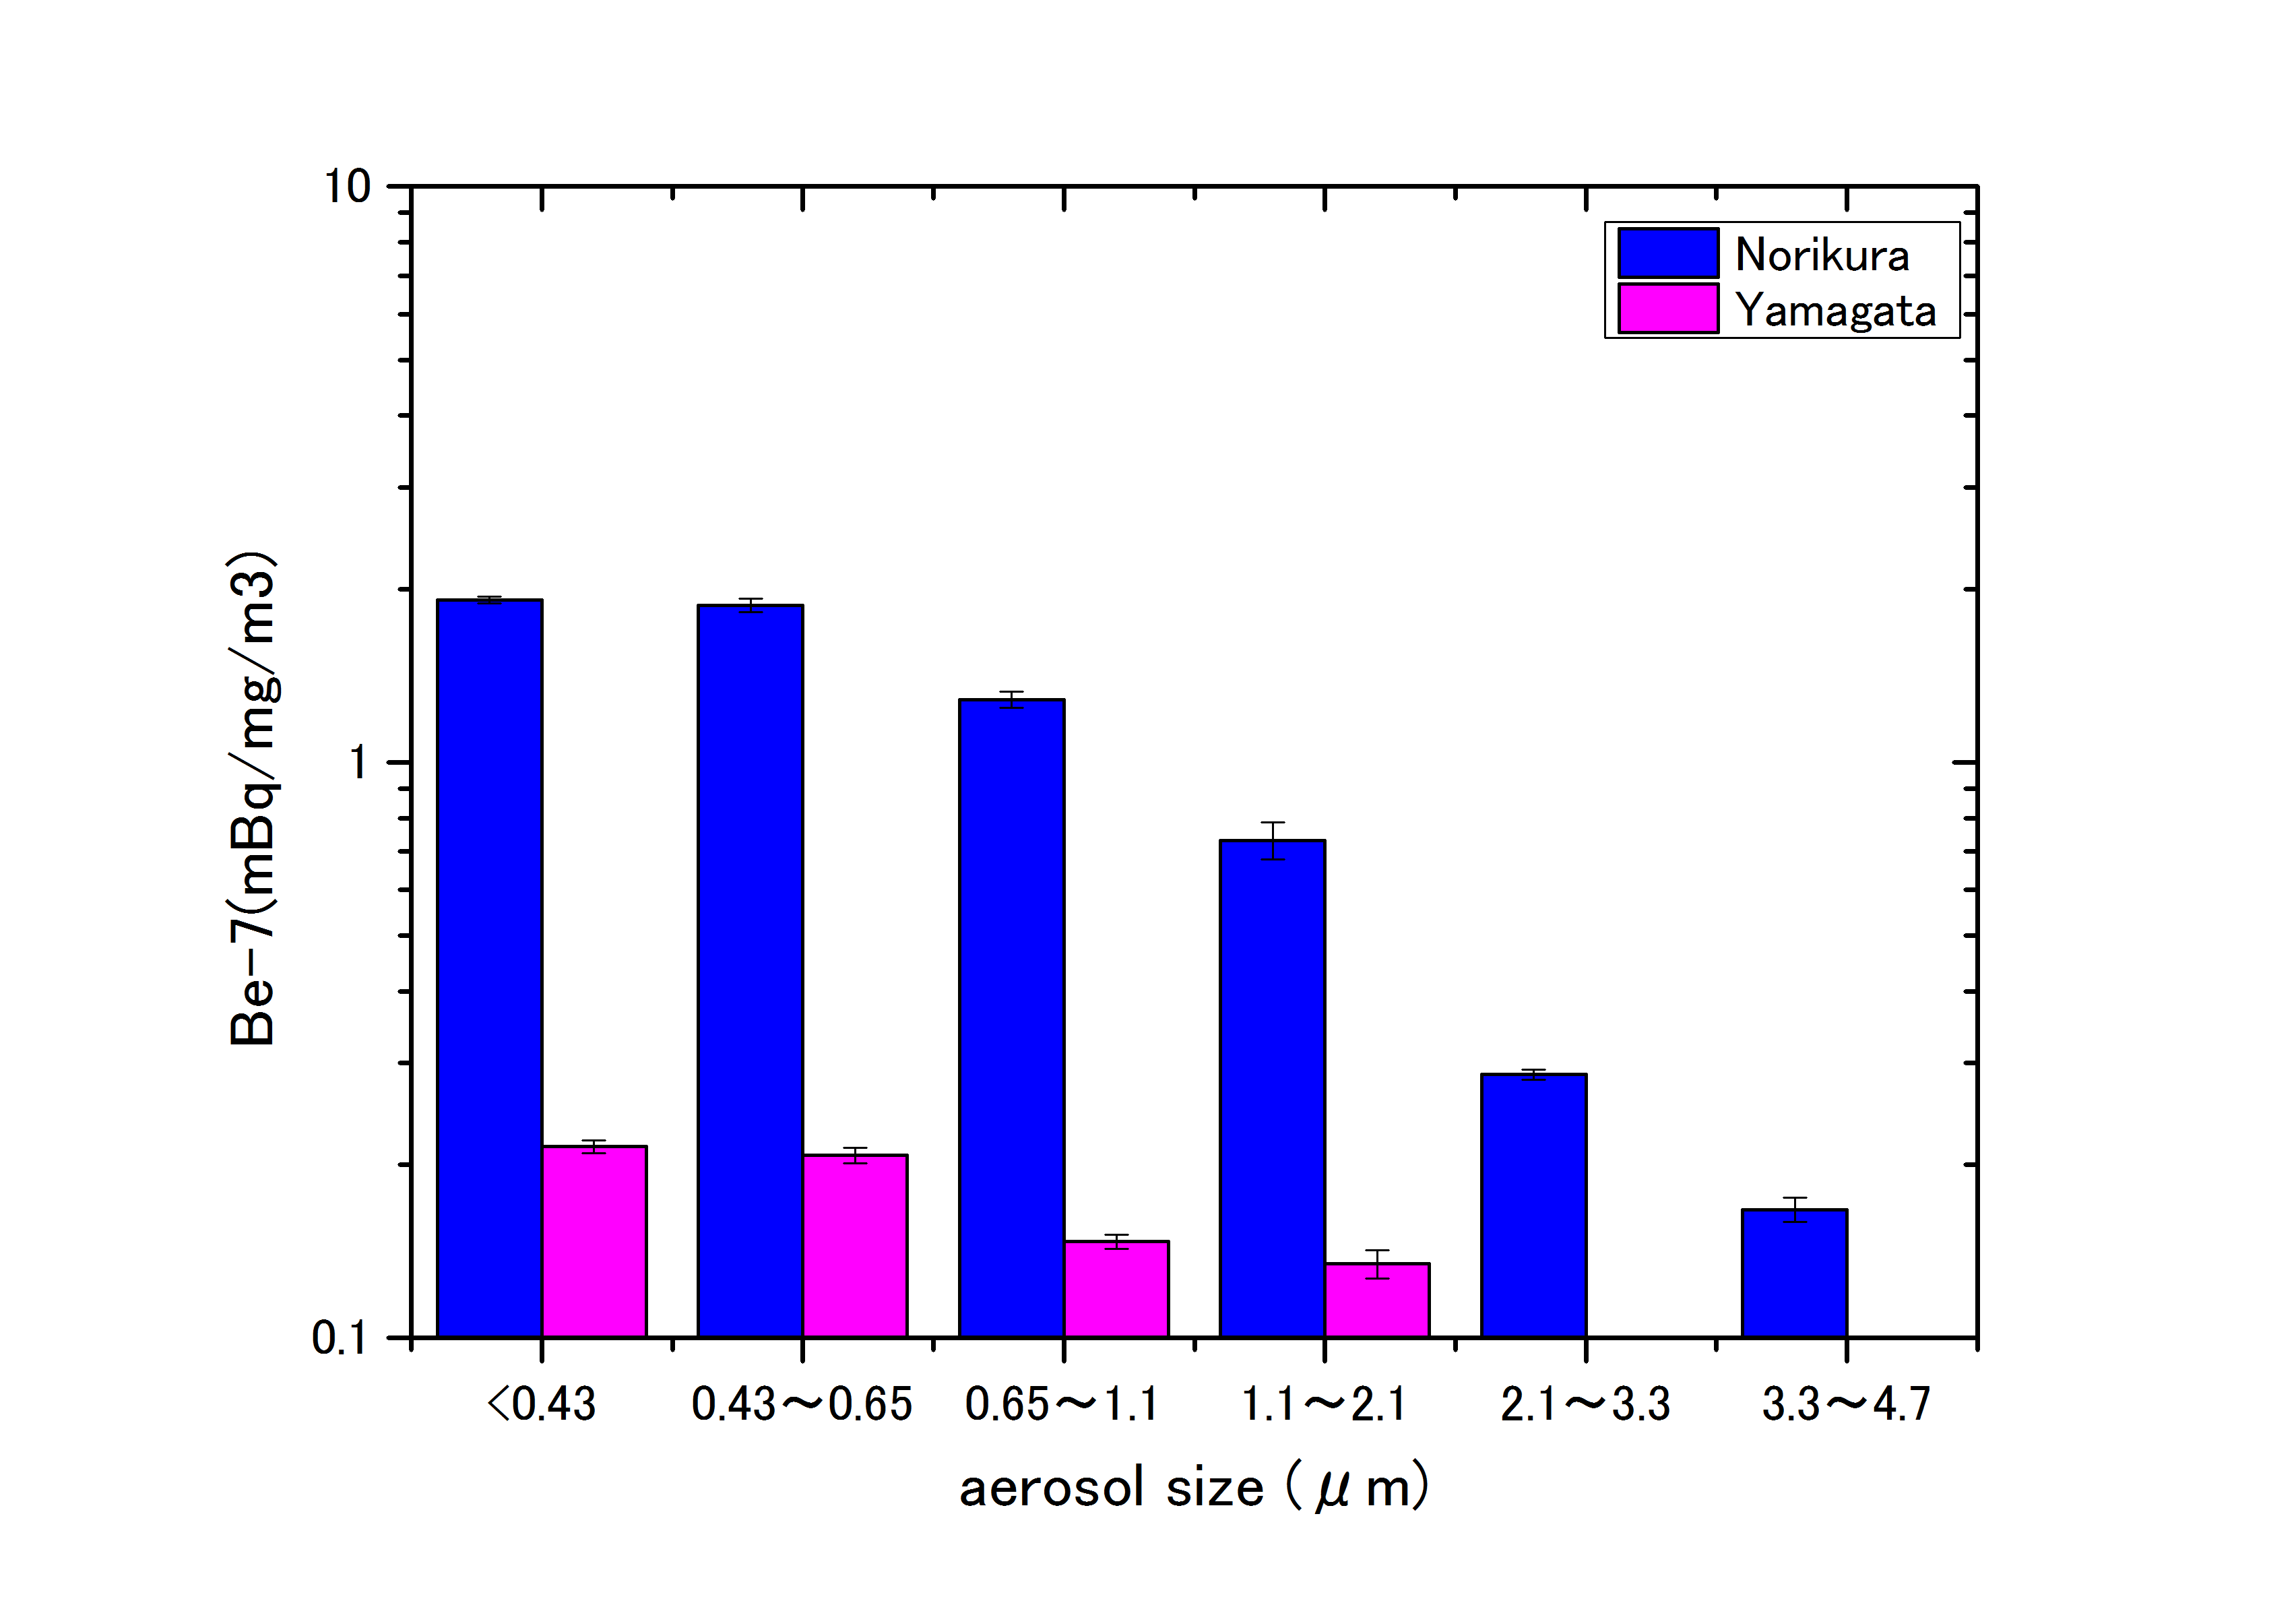 10
Norikura
Yamagata
Be-7(mBq/mg/m3)
1
0.1
<0.43 0.43～0.65 0.65～1.1 1.1～2.1 2.1～3.3 3.3～4.7
aerosol size (μm)